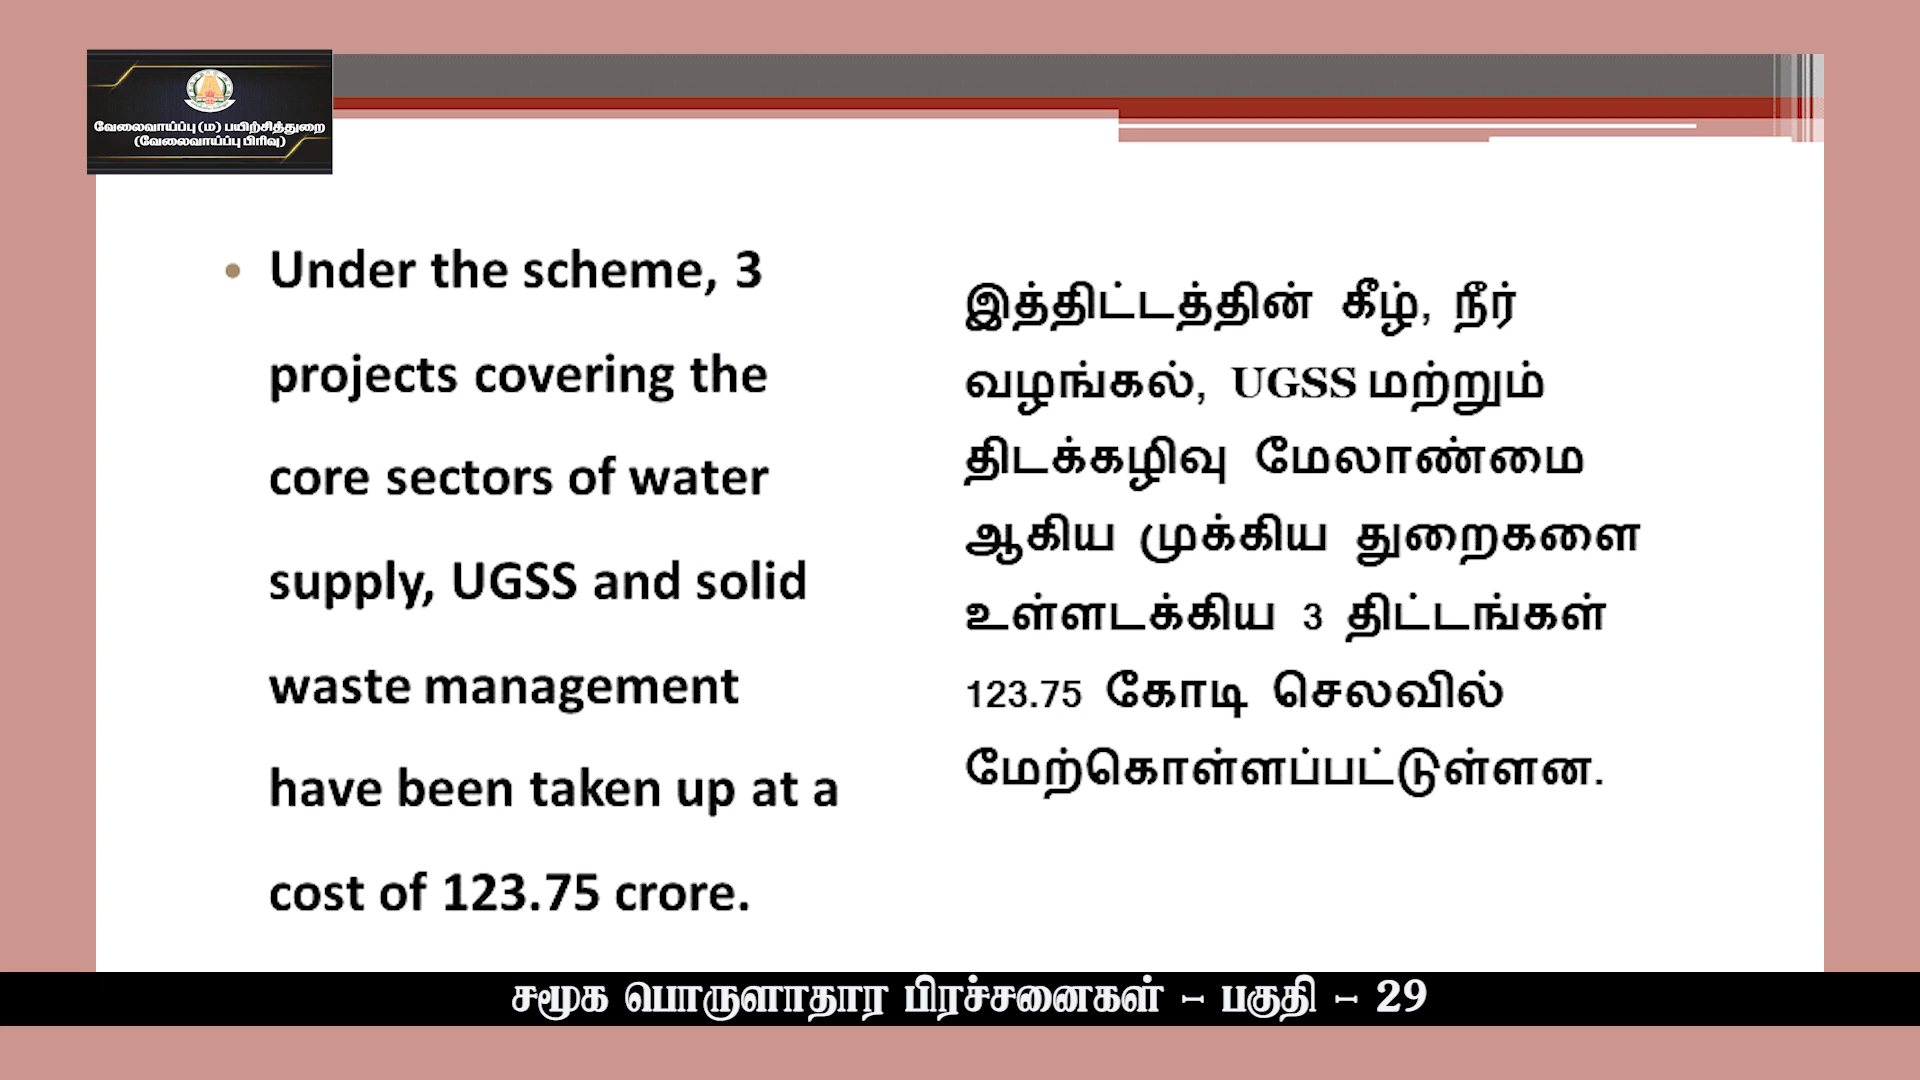 வேலைவாய்ப்பு (ம) பயிற்சித்துறை
(வேலைவாய்ப்பு பிரிவு)
• Under the scheme, 3
projects covering the
core sectors of water
supply, UGSS and solid
waste management
have been taken up at a
cost of 123.75 crore.
இத்திட்டத்தின் கீழ், நீர்
வழங்கல், UGSS மற்றும்
திடக்கழிவு மேலாண்மை
ஆகிய முக்கிய துறைகளை
உள்ளடக்கிய 3 திட்டங்கள்
123.75 கோடி செலவில்
மேற்கொள்ளப்பட்டுள்ளன.
சமூக பொருளாதார பிரச்சனைகள் - பகுதி - 29